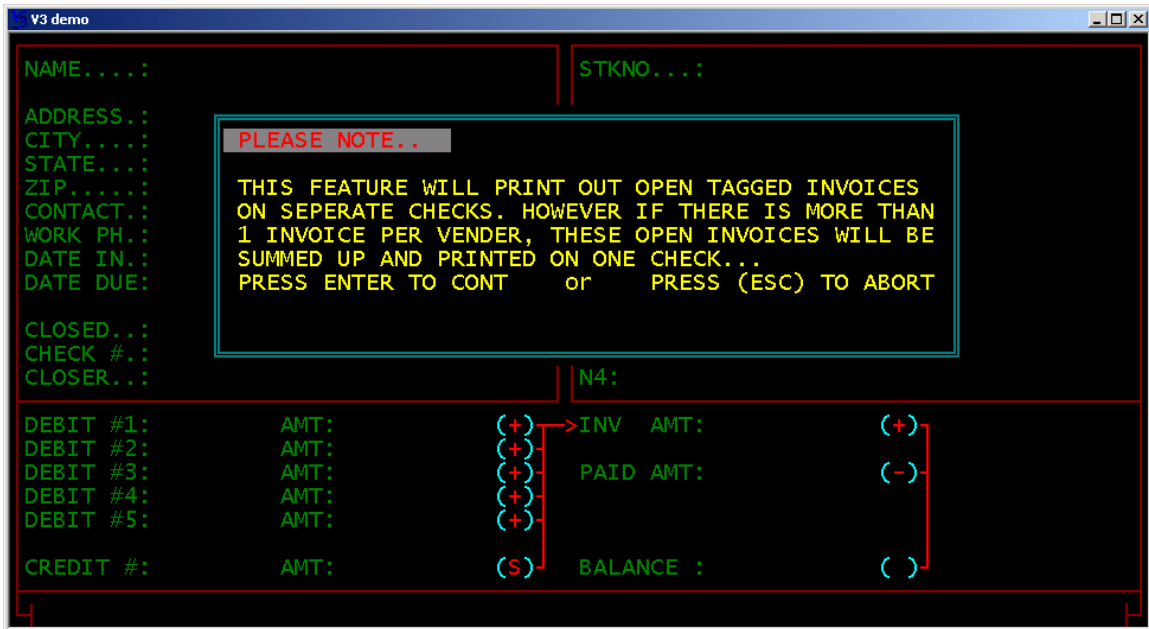 V3 demo
NAME....: STKNO...:
ADDRESS.:
CITY....:
STATE...:
ZIP.....:
CONTACT.:
WORK PH.:
DATE IN.:
DATE DUE:
CLOSED..:
CHECK #.:
CLOSER..:
PLEASE NOTE..
THIS FEATURE WILL PRINT OUT OPEN TAGGED INVOICES
ON SEPERATE CHECKS. HOWEVER IF THERE IS MORE THAN
1 INVOICE PER VENDER, THESE OPEN INVOICES WILL BE
SUMMED UP AND PRINTED ON ONE CHECK...
PRESS ENTER TO CONT or PRESS (ESC) TO ABORT
N4:
DEBIT #1: AMT: (+) >INV AMT: (+)
DEBIT #2: AMT: (+)
DEBIT #3: AMT: (+) PAID AMT: (-)
DEBIT #4: AMT: (+)
DEBIT #5: AMT: (+)
CREDIT #: AMT: (S) BALANCE : ( )